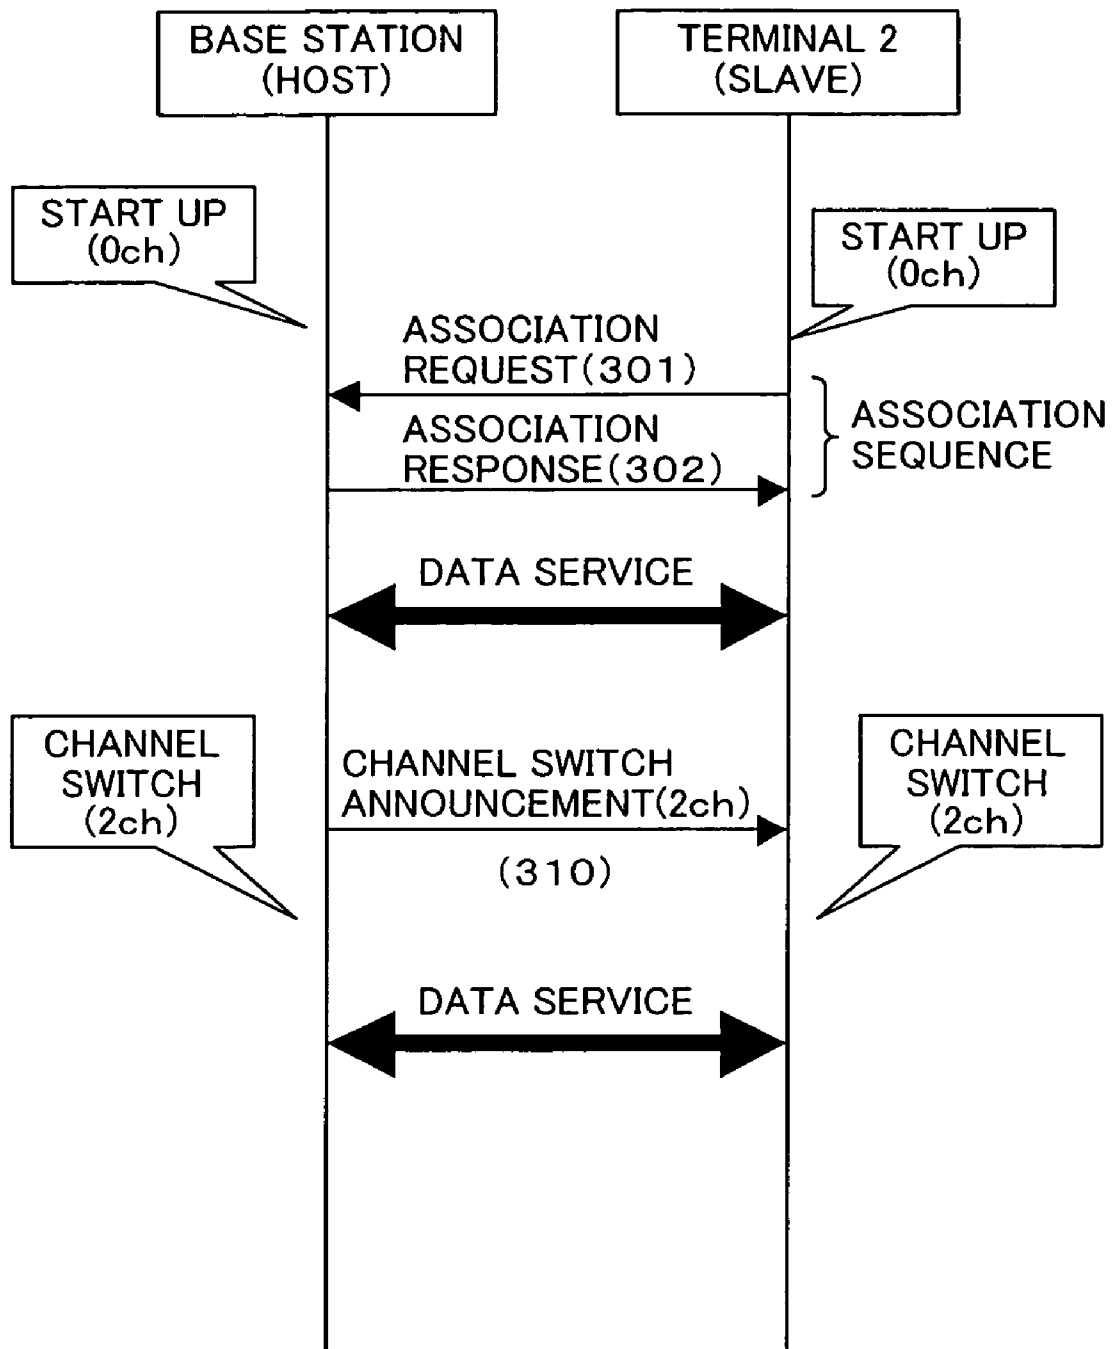 BASE STATION
(HOST)
TERMINAL 2
(SLAVE)
START UP
(0ch)
START UP
(0ch)
ASSOCIATION
REQUEST(301)
ASSOCIATION
RESPONSE(302)
ASSOCIATION
SEQUENCE
DATA SERVICE
CHANNEL
SWITCH
(2ch)
CHANNEL SWITCH
ANNOUNCEMENT(2ch)
(310)
CHANNEL
SWITCH
(2ch)
DATA SERVICE